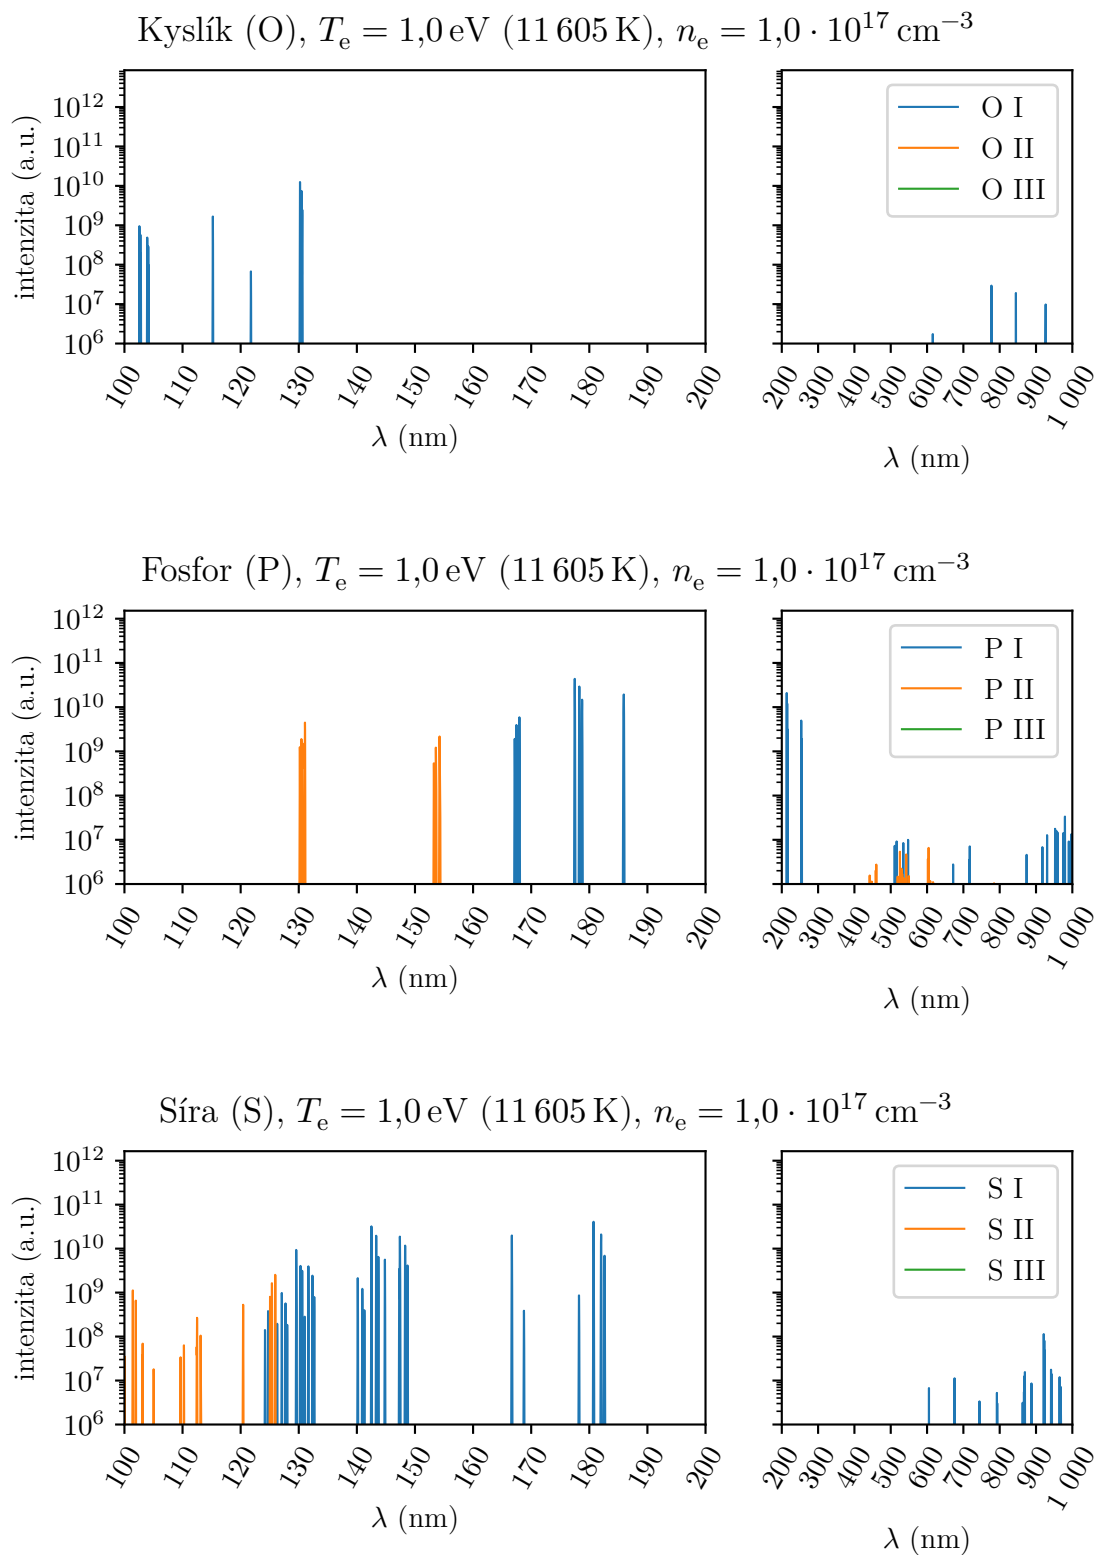 Kyslík (O), Tₑ = 1,0 eV (11 605 K), nₑ = 1,0 · 10¹⁷ cm⁻³
intenzita (a.u.)
10¹²
10¹¹
10¹⁰
10⁹
10⁸
10⁷
10⁶
100 110 120 130 140 150 160 170 180 190 200
λ (nm)
O I
O II
O III
200 300 400 500 600 700 800 900 1 000
λ (nm)
Fosfor (P), Tₑ = 1,0 eV (11 605 K), nₑ = 1,0 · 10¹⁷ cm⁻³
intenzita (a.u.)
10¹²
10¹¹
10¹⁰
10⁹
10⁸
10⁷
10⁶
100 110 120 130 140 150 160 170 180 190 200
λ (nm)
P I
P II
P III
200 300 400 500 600 700 800 900 1 000
λ (nm)
Síra (S), Tₑ = 1,0 eV (11 605 K), nₑ = 1,0 · 10¹⁷ cm⁻³
intenzita (a.u.)
10¹²
10¹¹
10¹⁰
10⁹
10⁸
10⁷
10⁶
100 110 120 130 140 150 160 170 180 190 200
λ (nm)
S I
S II
S III
200 300 400 500 600 700 800 900 1 000
λ (nm)